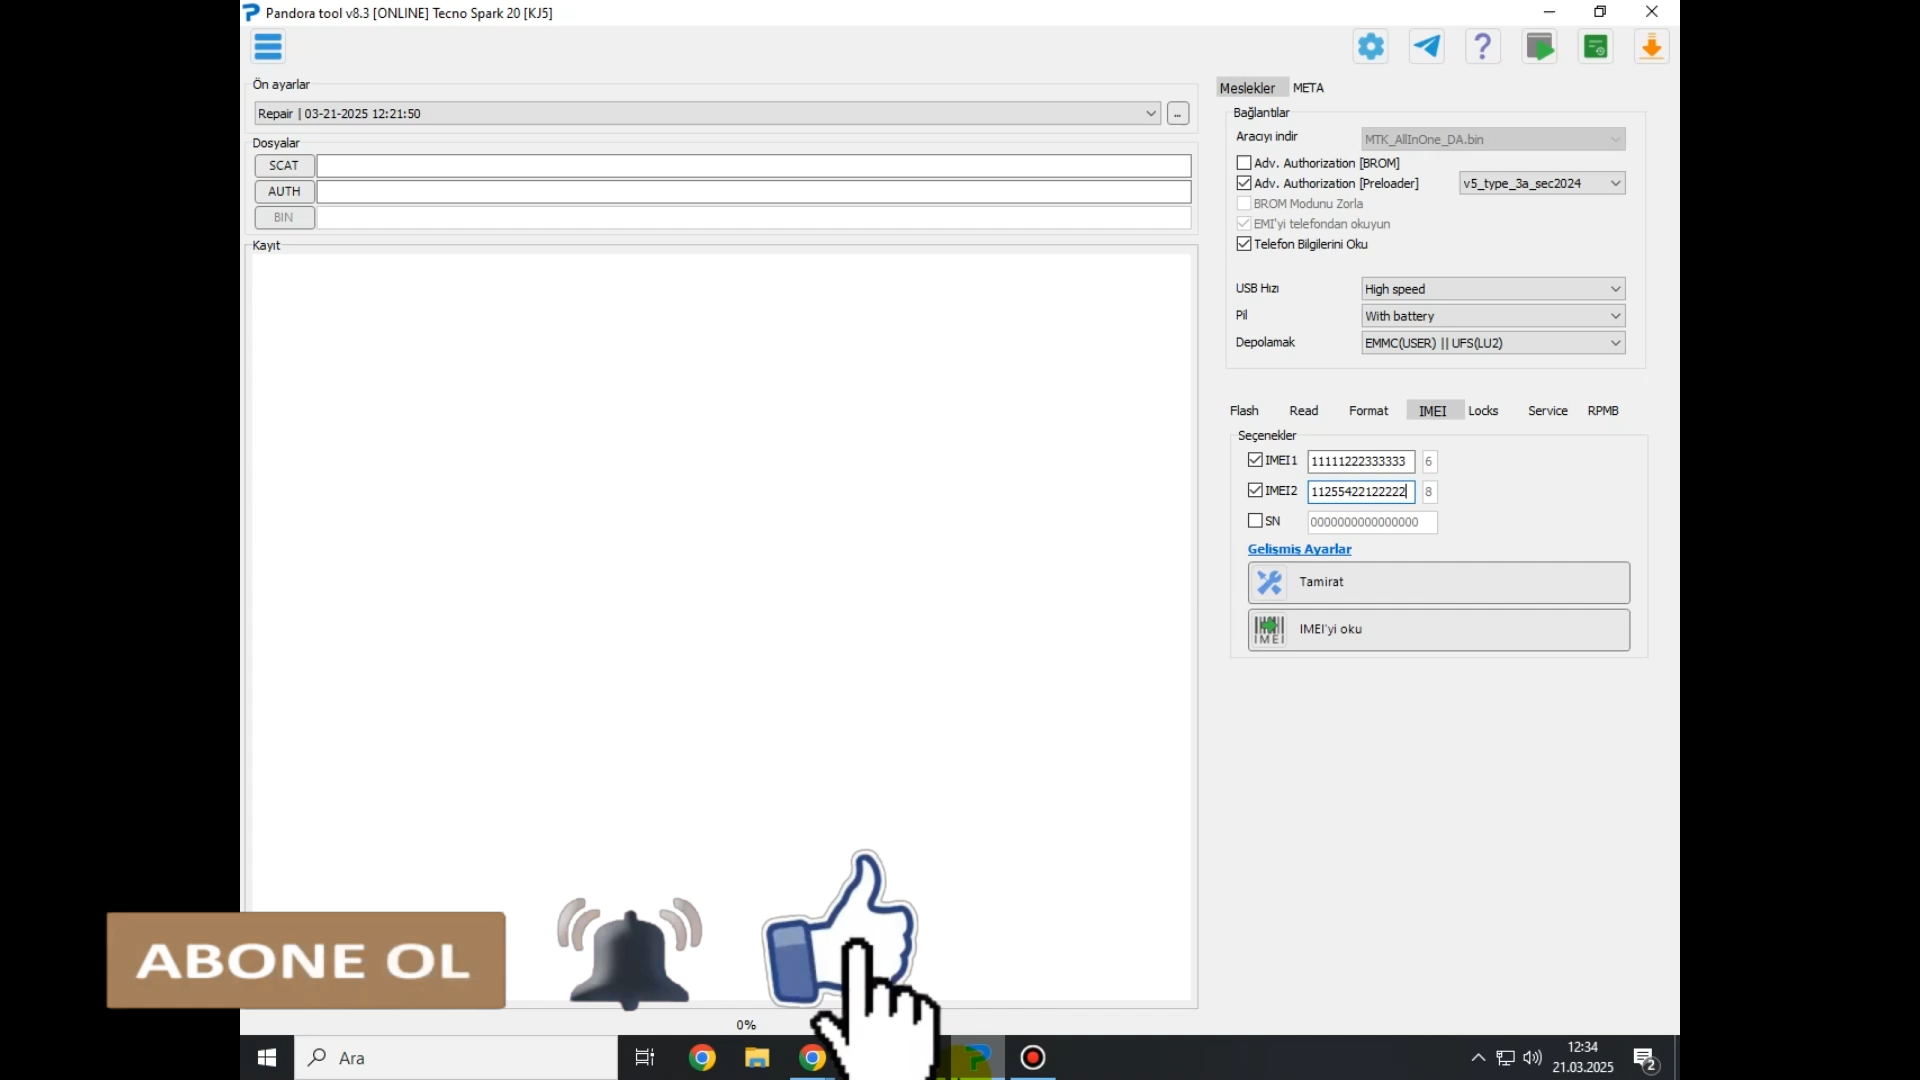 Pandora tool v8.3 [ONLINE] Tecno Spark 20 [KJ5]
Ön ayarlar
Repair | 03-21-2025 12:21:50
...
Dosyalar
SCAT
AUTH
BIN
Kayıt
Meslekler META
Bağlantılar
Aracıyı indir MTK_AllInOne_DA.bin
Adv. Authorization [BROM]
Adv. Authorization [Preloader] v5_type_3a_sec2024
BROM Modunu Zorla
EMI'yi telefondan okuyun
Telefon Bilgilerini Oku
USB Hızı High speed
Pil With battery
Depolamak EMMC(USER) || UFS(LU2)
Flash Read Format IMEI Locks Service RPMB
Seçenekler
IMEI1 11111222333333 6
IMEI2 11255422122222 8
SN 0000000000000000
Gelişmiş Ayarlar
Tamirat
IMEI
IMEI'yi oku
ABONE OL
0%
Ara
12:34
21.03.2025
2